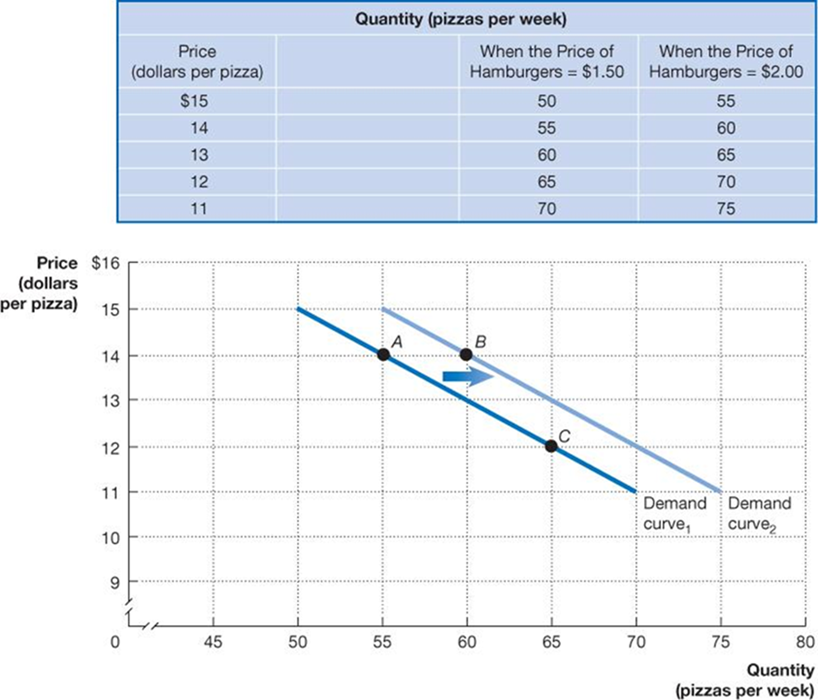 Quantity (pizzas per week)
Price
(dollars per pizza)
When the Price of
Hamburgers = $1.50
When the Price of
Hamburgers = $2.00
$15 50 55
14 55 60
13 60 65
12 65 70
11 70 75
Price
(dollars
per pizza)
$16
15
14
13
12
11
10
9
0
A
B
C
Demand
curve₁
Demand
curve₂
45 50 55 60 65 70 75 80
Quantity
(pizzas per week)